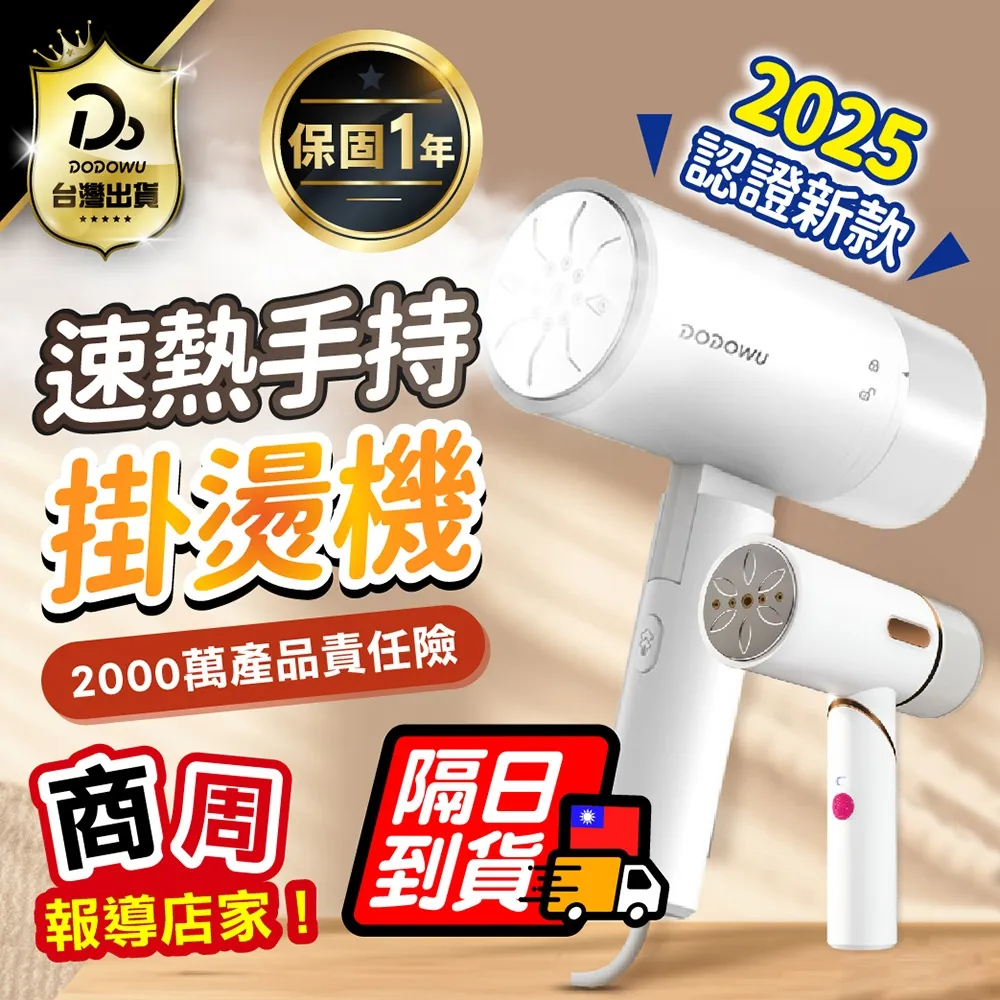 DODOWU
台灣出貨
保固1年
2025
認證新款
速熱手持
掛燙機
DODOWU
2000萬產品責任險
商周
報導店家！
隔日
到貨